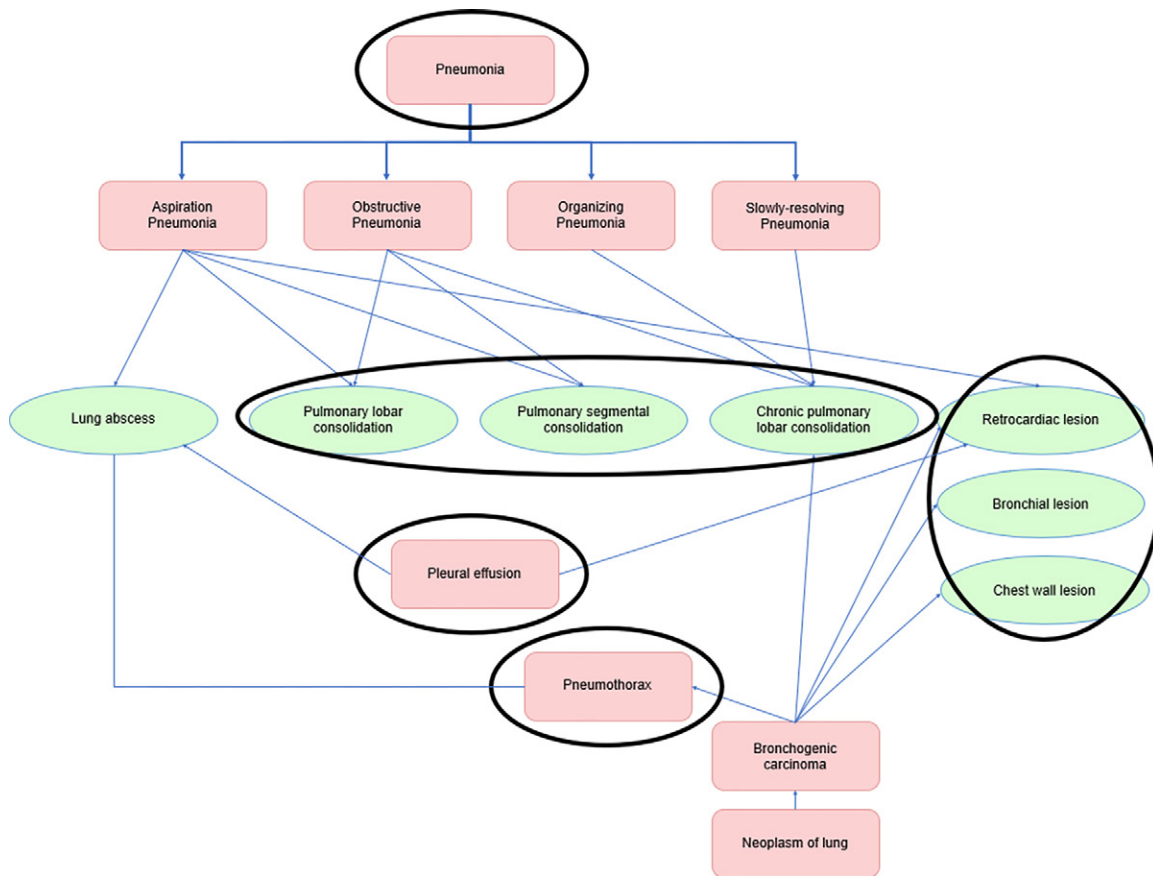 Pneumonia
Aspiration
Pneumonia
Obstructive
Pneumonia
Organizing
Pneumonia
Slowly-resolving
Pneumonia
Lung abscess
Pulmonary lobar
consolidation
Pulmonary segmental
consolidation
Chronic pulmonary
lobar consolidation
Retrocardiac lesion
Bronchial lesion
Pleural effusion
Chest wall lesion
Pneumothorax
Bronchogenic
carcinoma
Neoplasm of lung